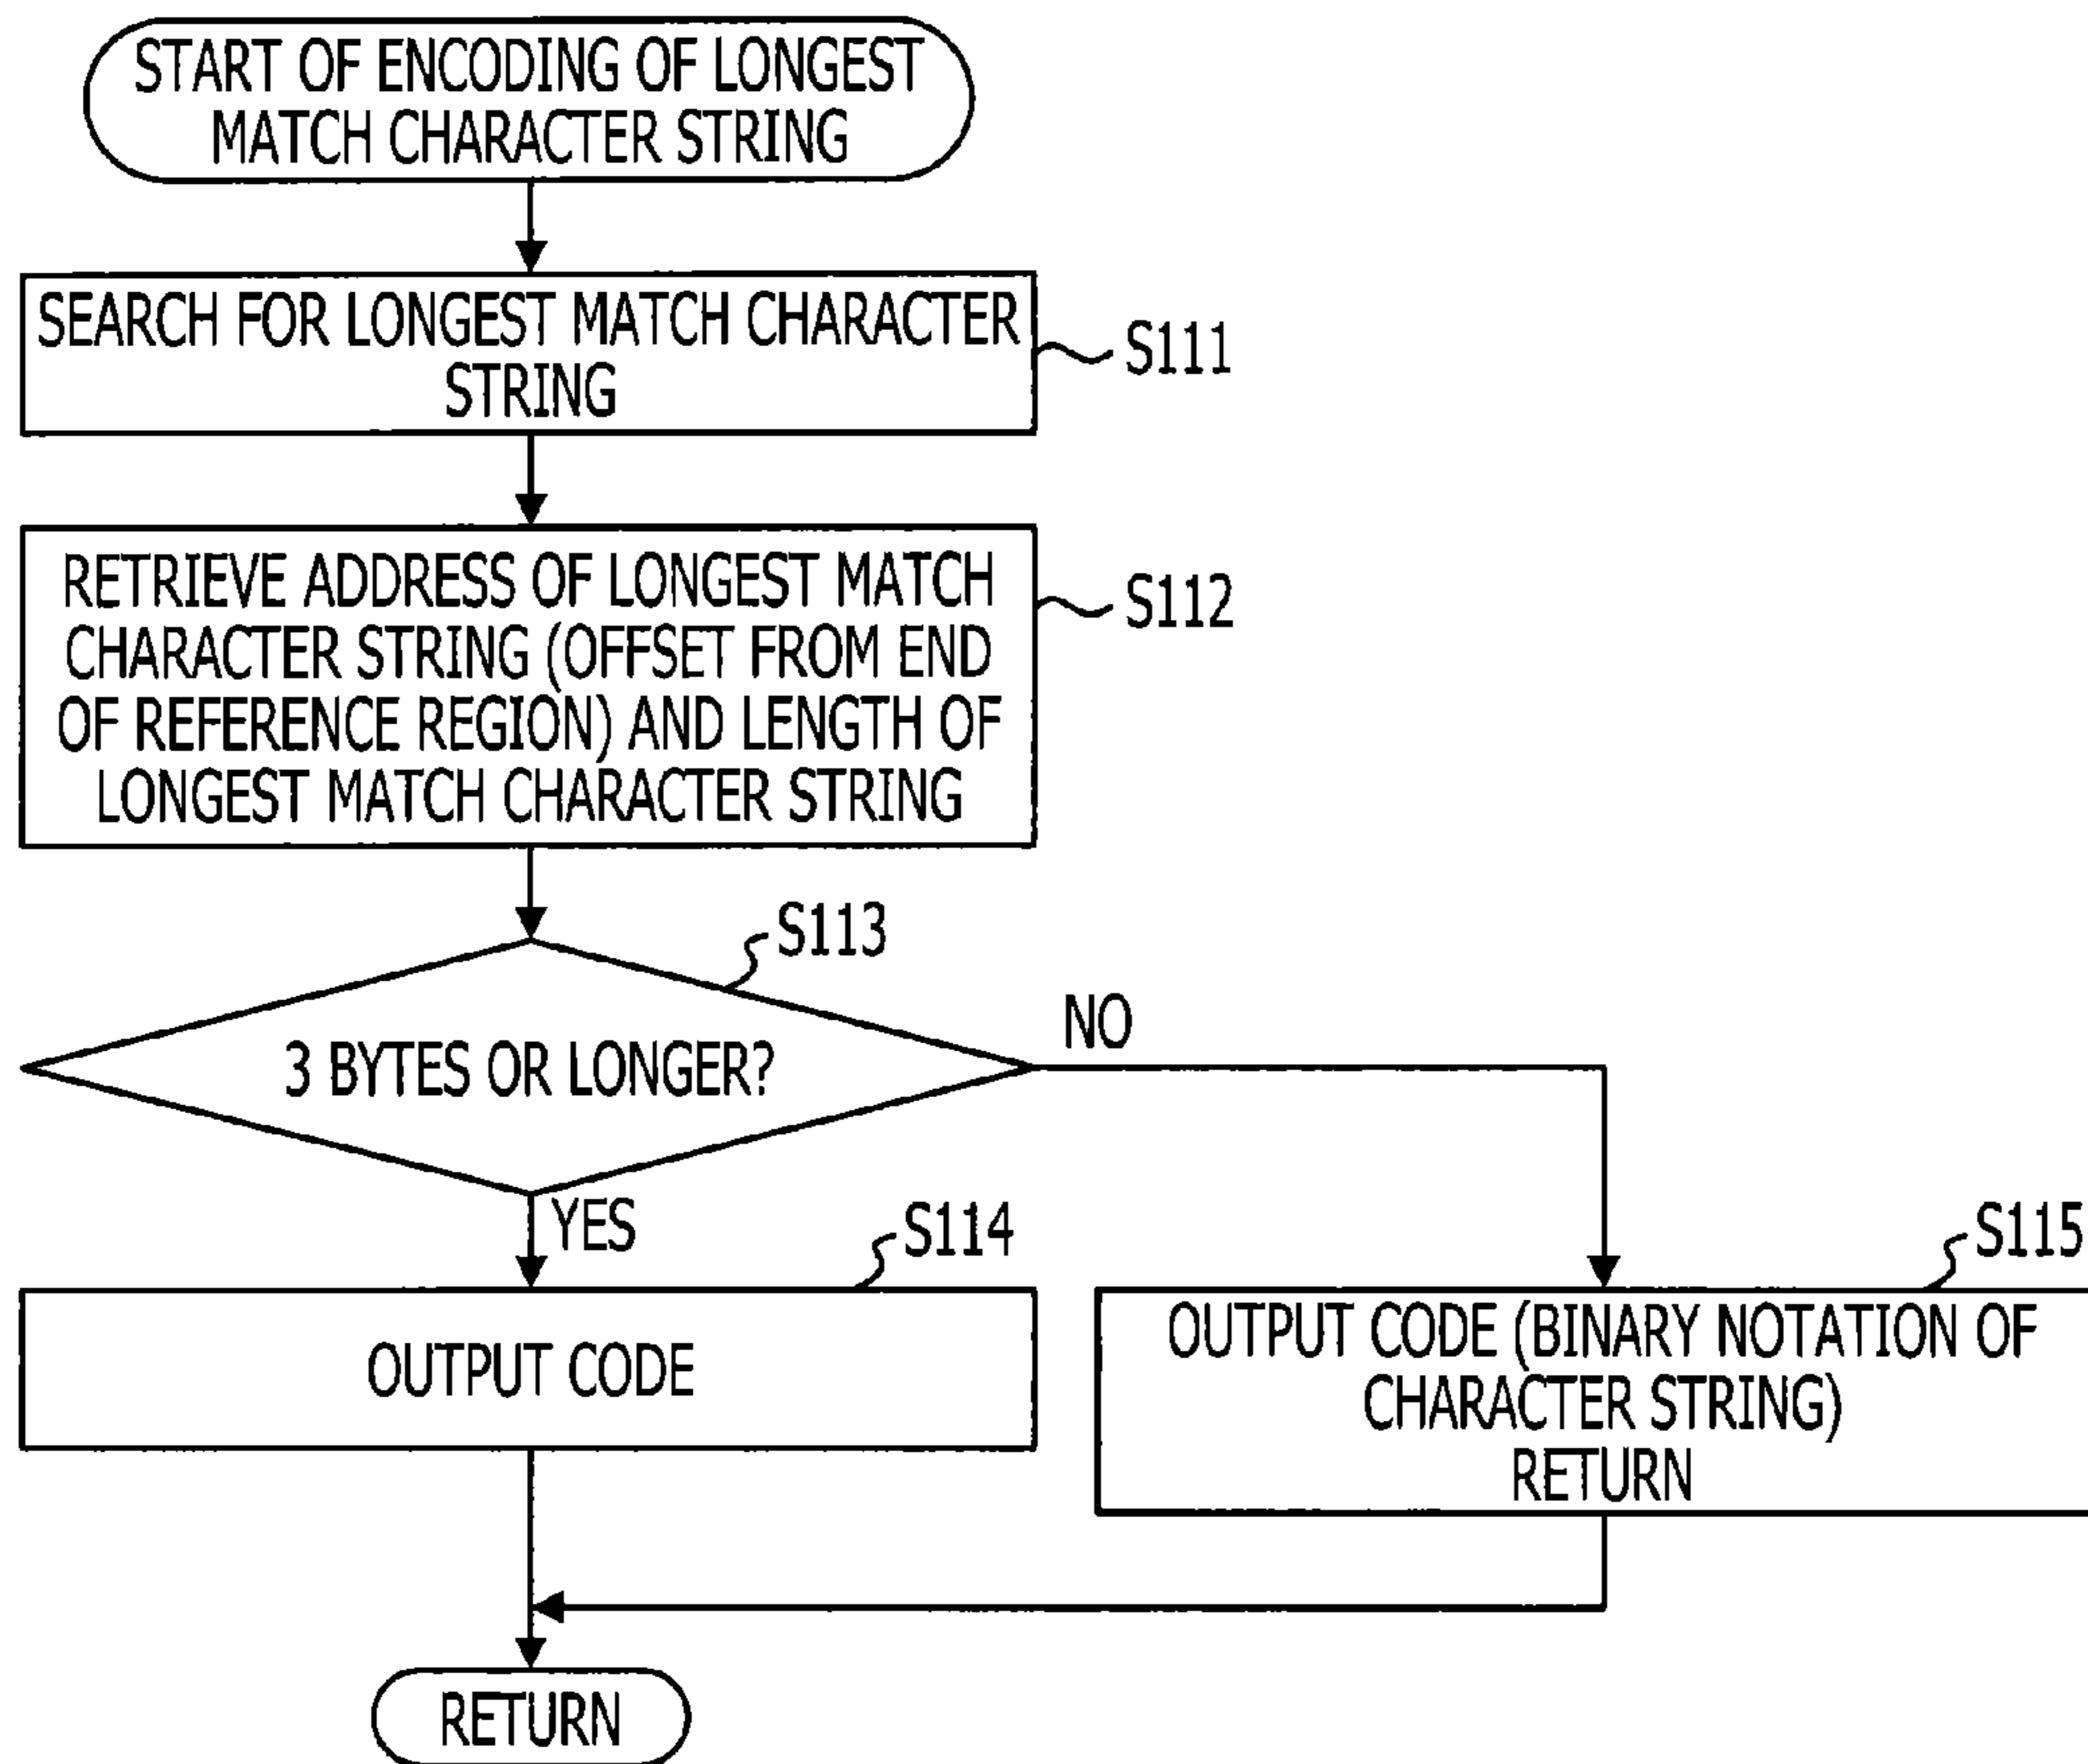 START OF ENCODING OF LONGEST
MATCH CHARACTER STRING
SEARCH FOR LONGEST MATCH CHARACTER
STRING
S111
RETRIEVE ADDRESS OF LONGEST MATCH
CHARACTER STRING (OFFSET FROM END
OF REFERENCE REGION) AND LENGTH OF
LONGEST MATCH CHARACTER STRING
S112
S113
3 BYTES OR LONGER?
NO
YES
S114
OUTPUT CODE
S115
OUTPUT CODE (BINARY NOTATION OF
CHARACTER STRING)
RETURN
RETURN